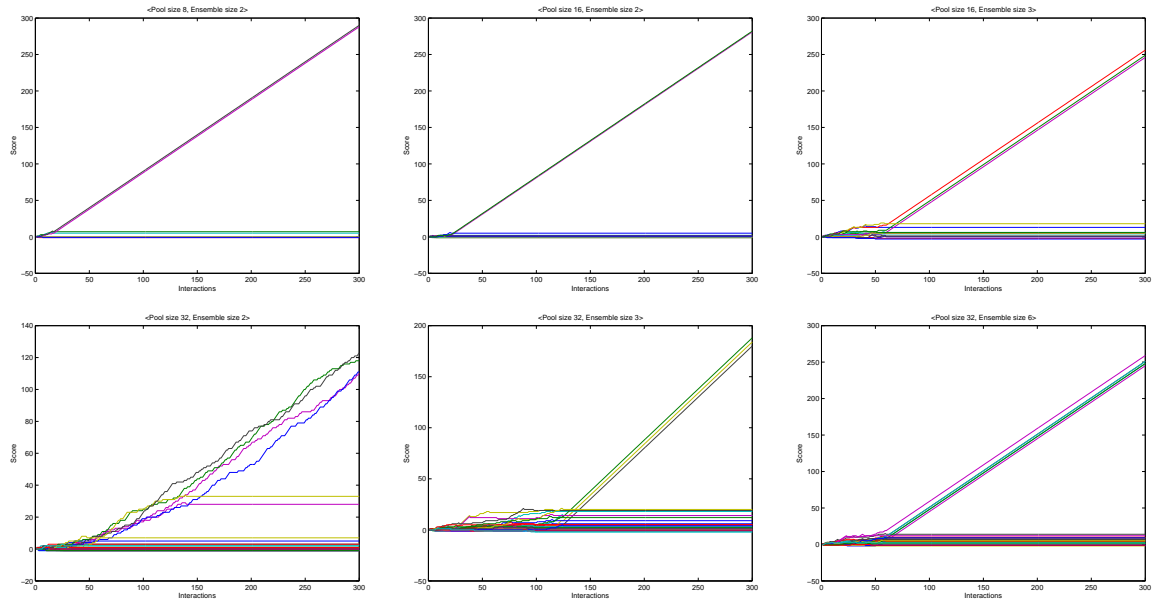 <Pool size 8, Ensemble size 2>
300
250
200
150
100
50
0
−50
Score
0 50 100 150 200 250 300
Interactions
<Pool size 16, Ensemble size 2>
300
250
200
150
100
50
0
−50
Score
0 50 100 150 200 250 300
Interactions
<Pool size 16, Ensemble size 3>
300
250
200
150
100
50
0
−50
Score
0 50 100 150 200 250 300
Interactions
<Pool size 32, Ensemble size 2>
140
120
100
80
60
40
20
0
−20
Score
0 50 100 150 200 250 300
Interactions
<Pool size 32, Ensemble size 3>
200
150
100
50
0
−50
Score
0 50 100 150 200 250 300
Interactions
<Pool size 32, Ensemble size 6>
300
250
200
150
100
50
0
−50
Score
0 50 100 150 200 250 300
Interactions